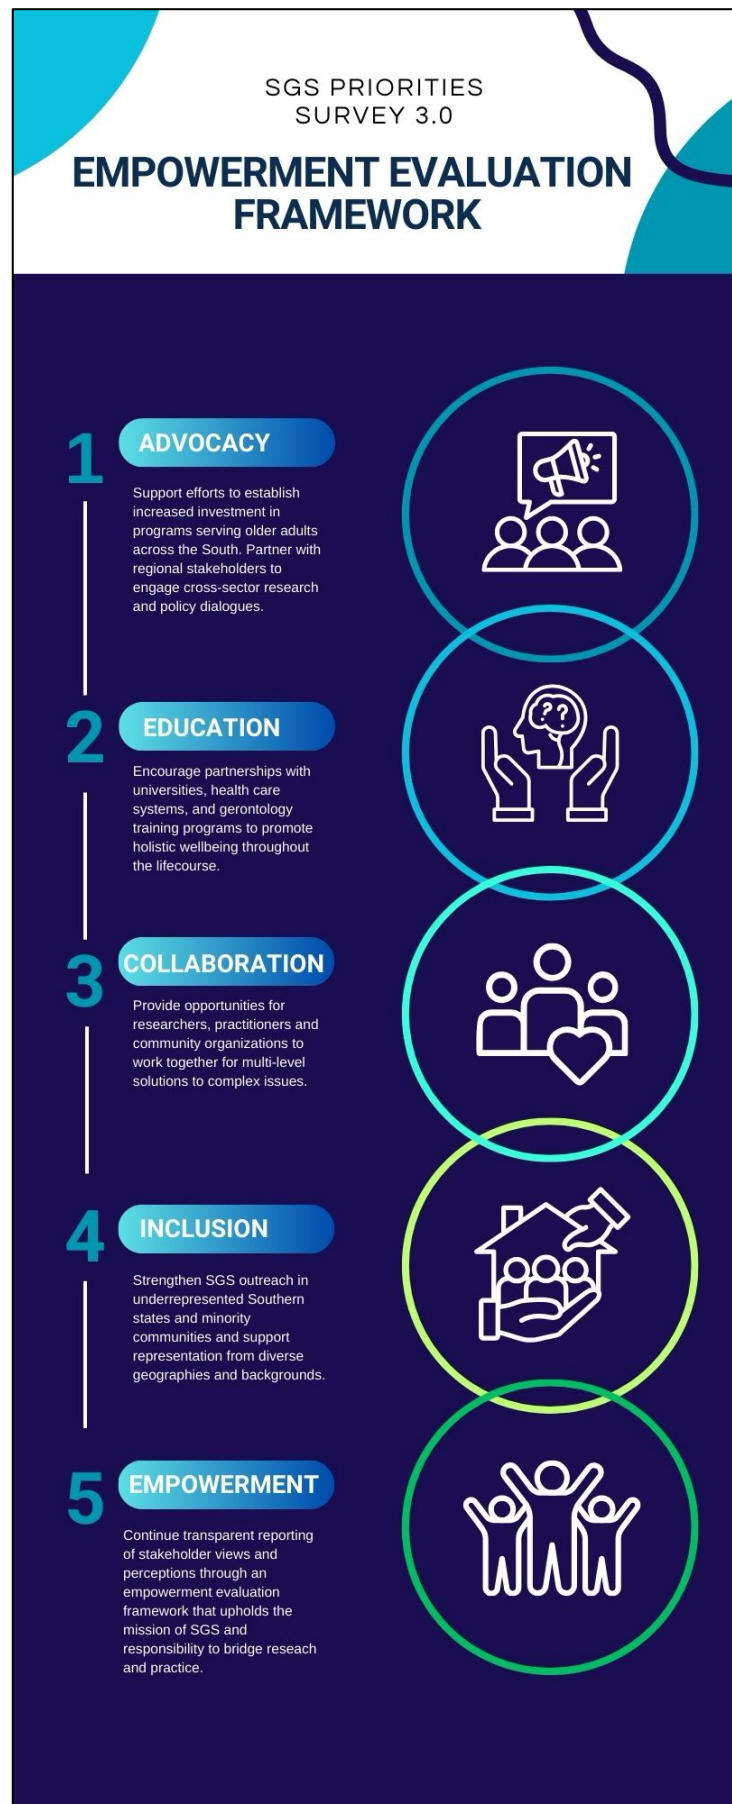 SGS PRIORITIES
SURVEY 3.0
EMPOWERMENT EVALUATION
FRAMEWORK
1
ADVOCACY
Support efforts to establish
increased investment in
programs serving older adults
across the South. Partner with
regional stakeholders to
engage cross-sector research
and policy dialogues.
2
EDUCATION
Encourage partnerships with
universities, health care
systems, and gerontology
training programs to promote
holistic wellbeing throughout
the lifecourse.
3
COLLABORATION
Provide opportunities for
researchers, practitioners and
community organizations to
work together for multi-level
solutions to complex issues.
4
INCLUSION
Strengthen SGS outreach in
underrepresented Southern
states and minority
communities and support
representation from diverse
geographies and backgrounds.
5
EMPOWERMENT
Continue transparent reporting
of stakeholder views and
perceptions through an
empowerment evaluation
framework that upholds the
mission of SGS and
responsibility to bridge reseach
and practice.
? ?